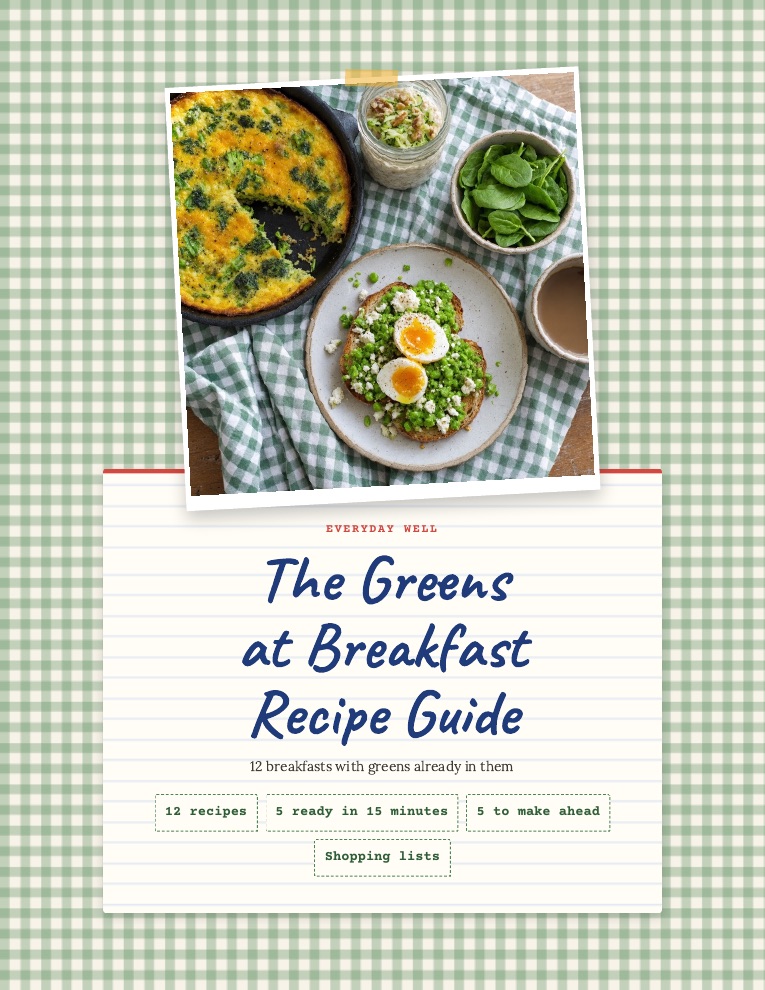 EVERYDAY WELL
The Greens
at Breakfast
Recipe Guide
12 breakfasts with greens already in them
12 recipes
5 ready in 15 minutes
5 to make ahead
Shopping lists